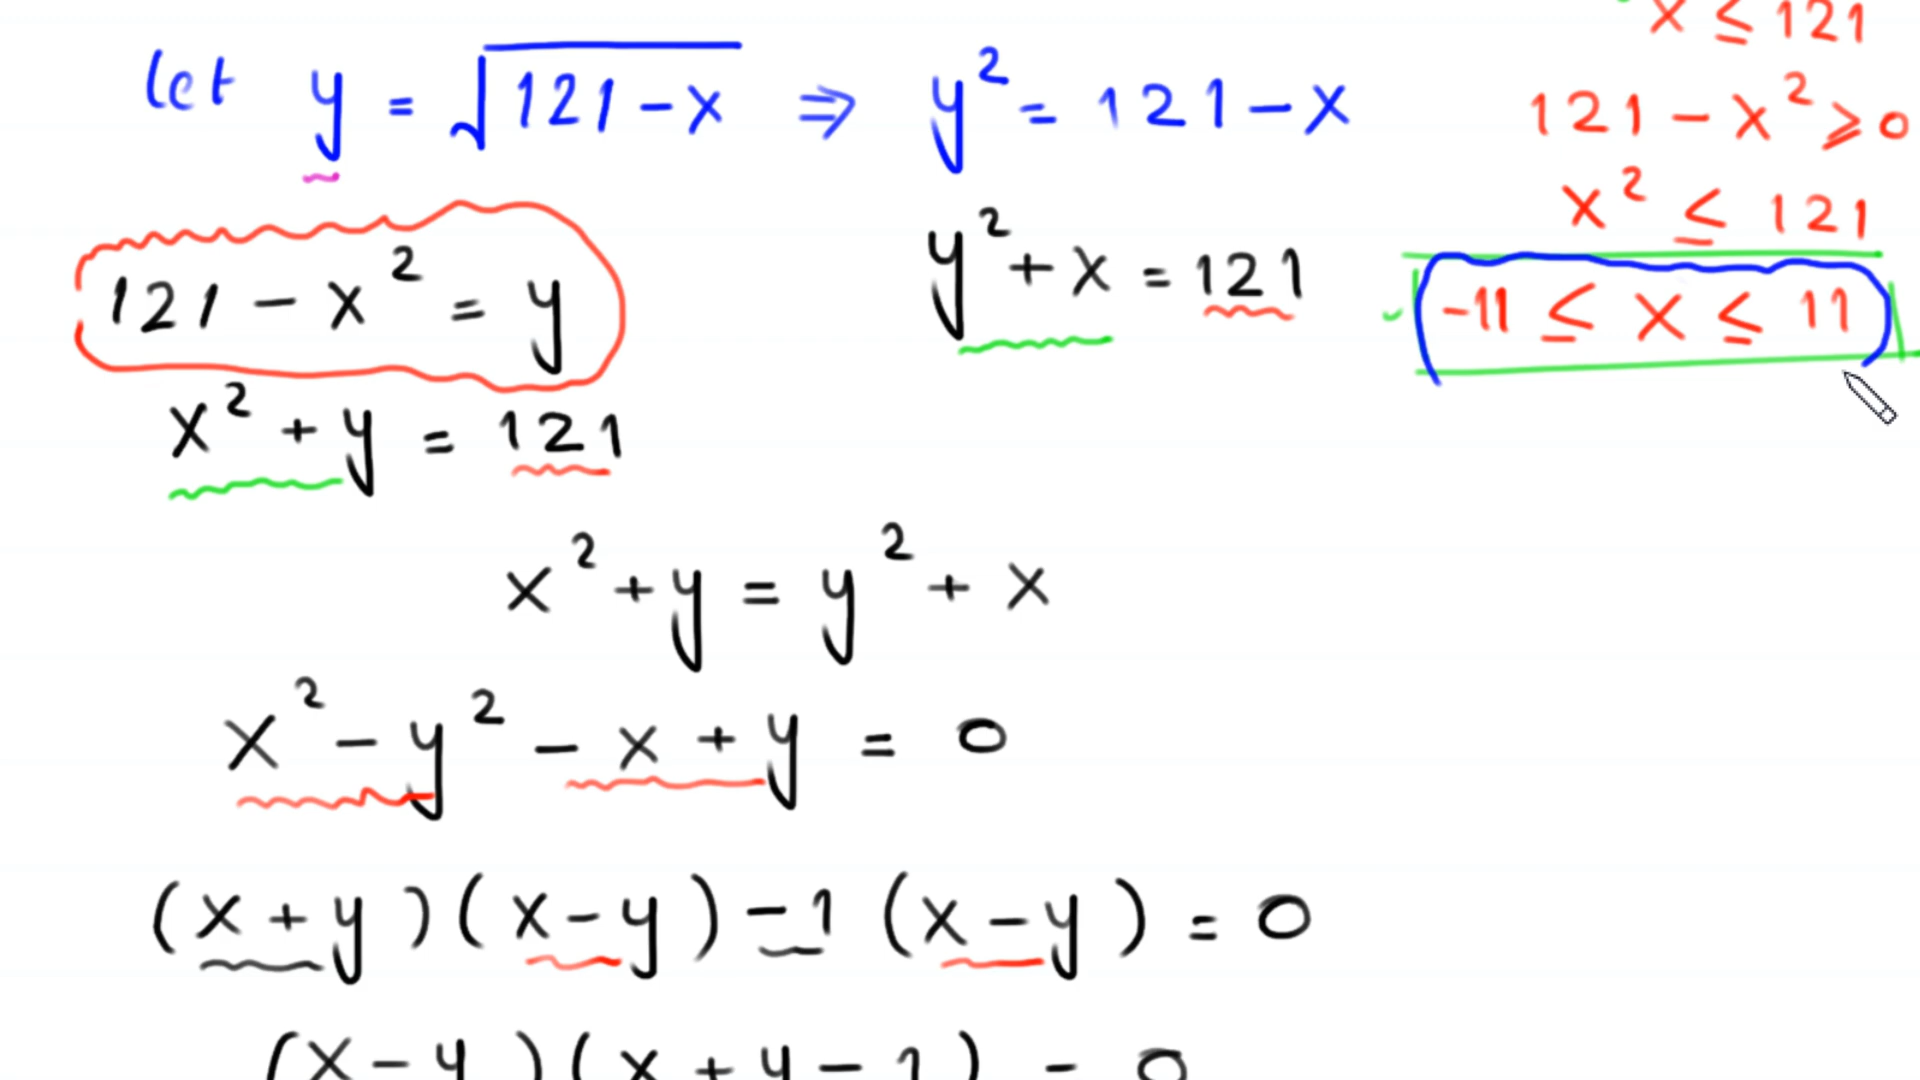 let y = √121-x ⇒ y² = 121-x
121 - x² = y
x² + y = 121
y² + x = 121
x ≤ 121
121 - x² ⩾ 0
x² ≤ 121
-11 ≤ x ≤ 11
x² + y = y² + x
x² - y² - x + y = 0
(x + y)(x - y) - 1 (x - y) = 0
(x - y)(x + y - 1) = 0